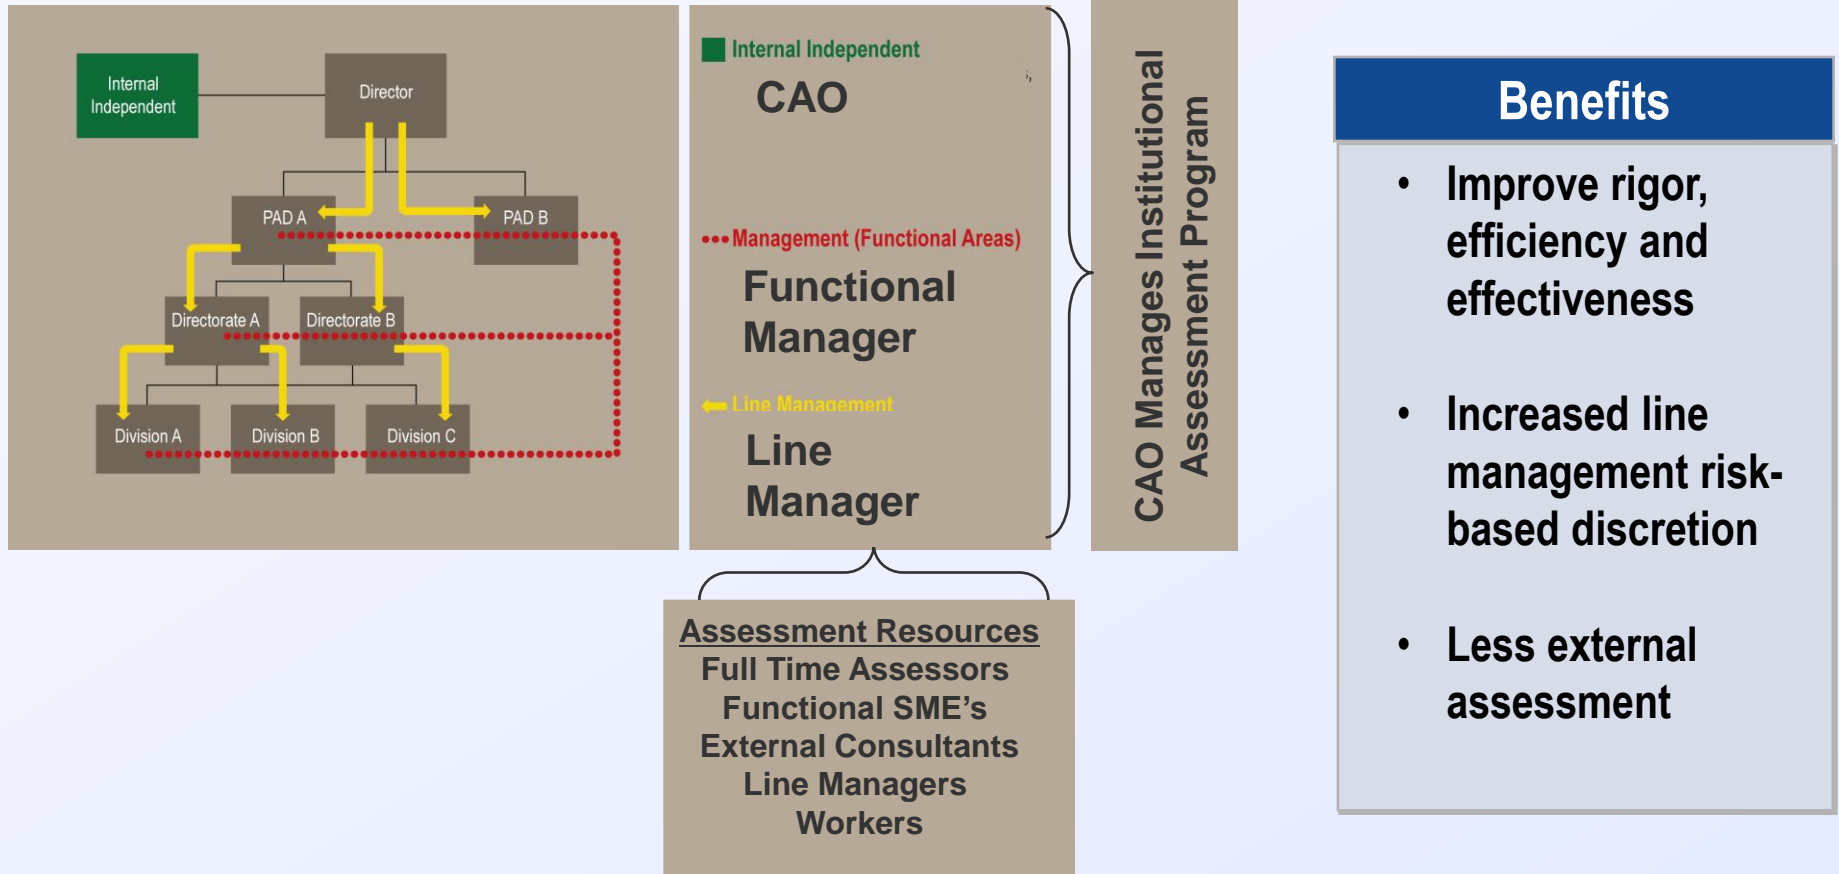 Internal
Independent
Director
PAD A
PAD B
Directorate A
Directorate B
Division A
Division B
Division C
Internal Independent
CAO
Management (Functional Areas)
Functional
Manager
Line Management
Line
Manager
CAO Manages Institutional
Assessment Program
Assessment Resources
Full Time Assessors
Functional SME’s
External Consultants
Line Managers
Workers
Benefits
• Improve rigor,
efficiency and
effectiveness
• Increased line
management risk-
based discretion
• Less external
assessment